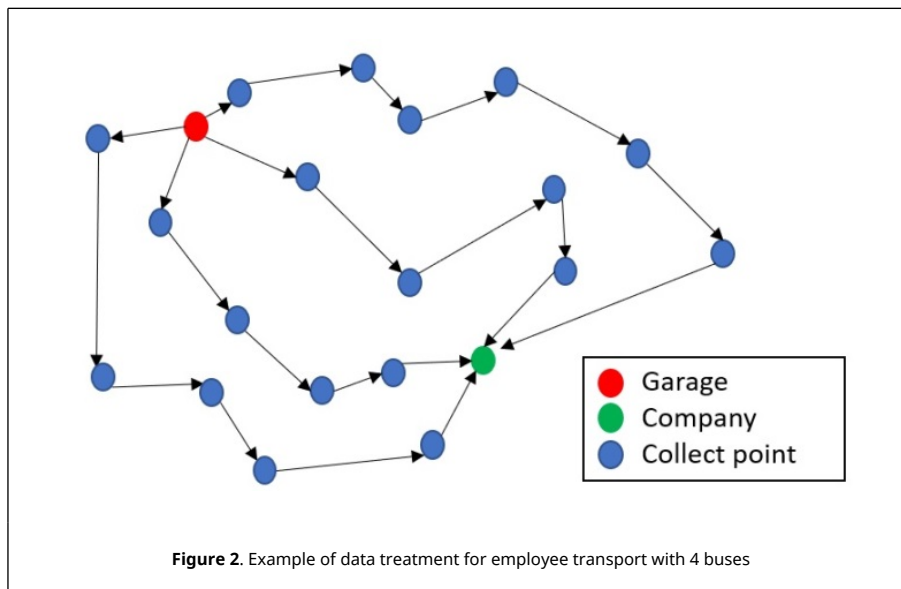 Garage
Company
Collect point
Figure 2. Example of data treatment for employee transport with 4 buses